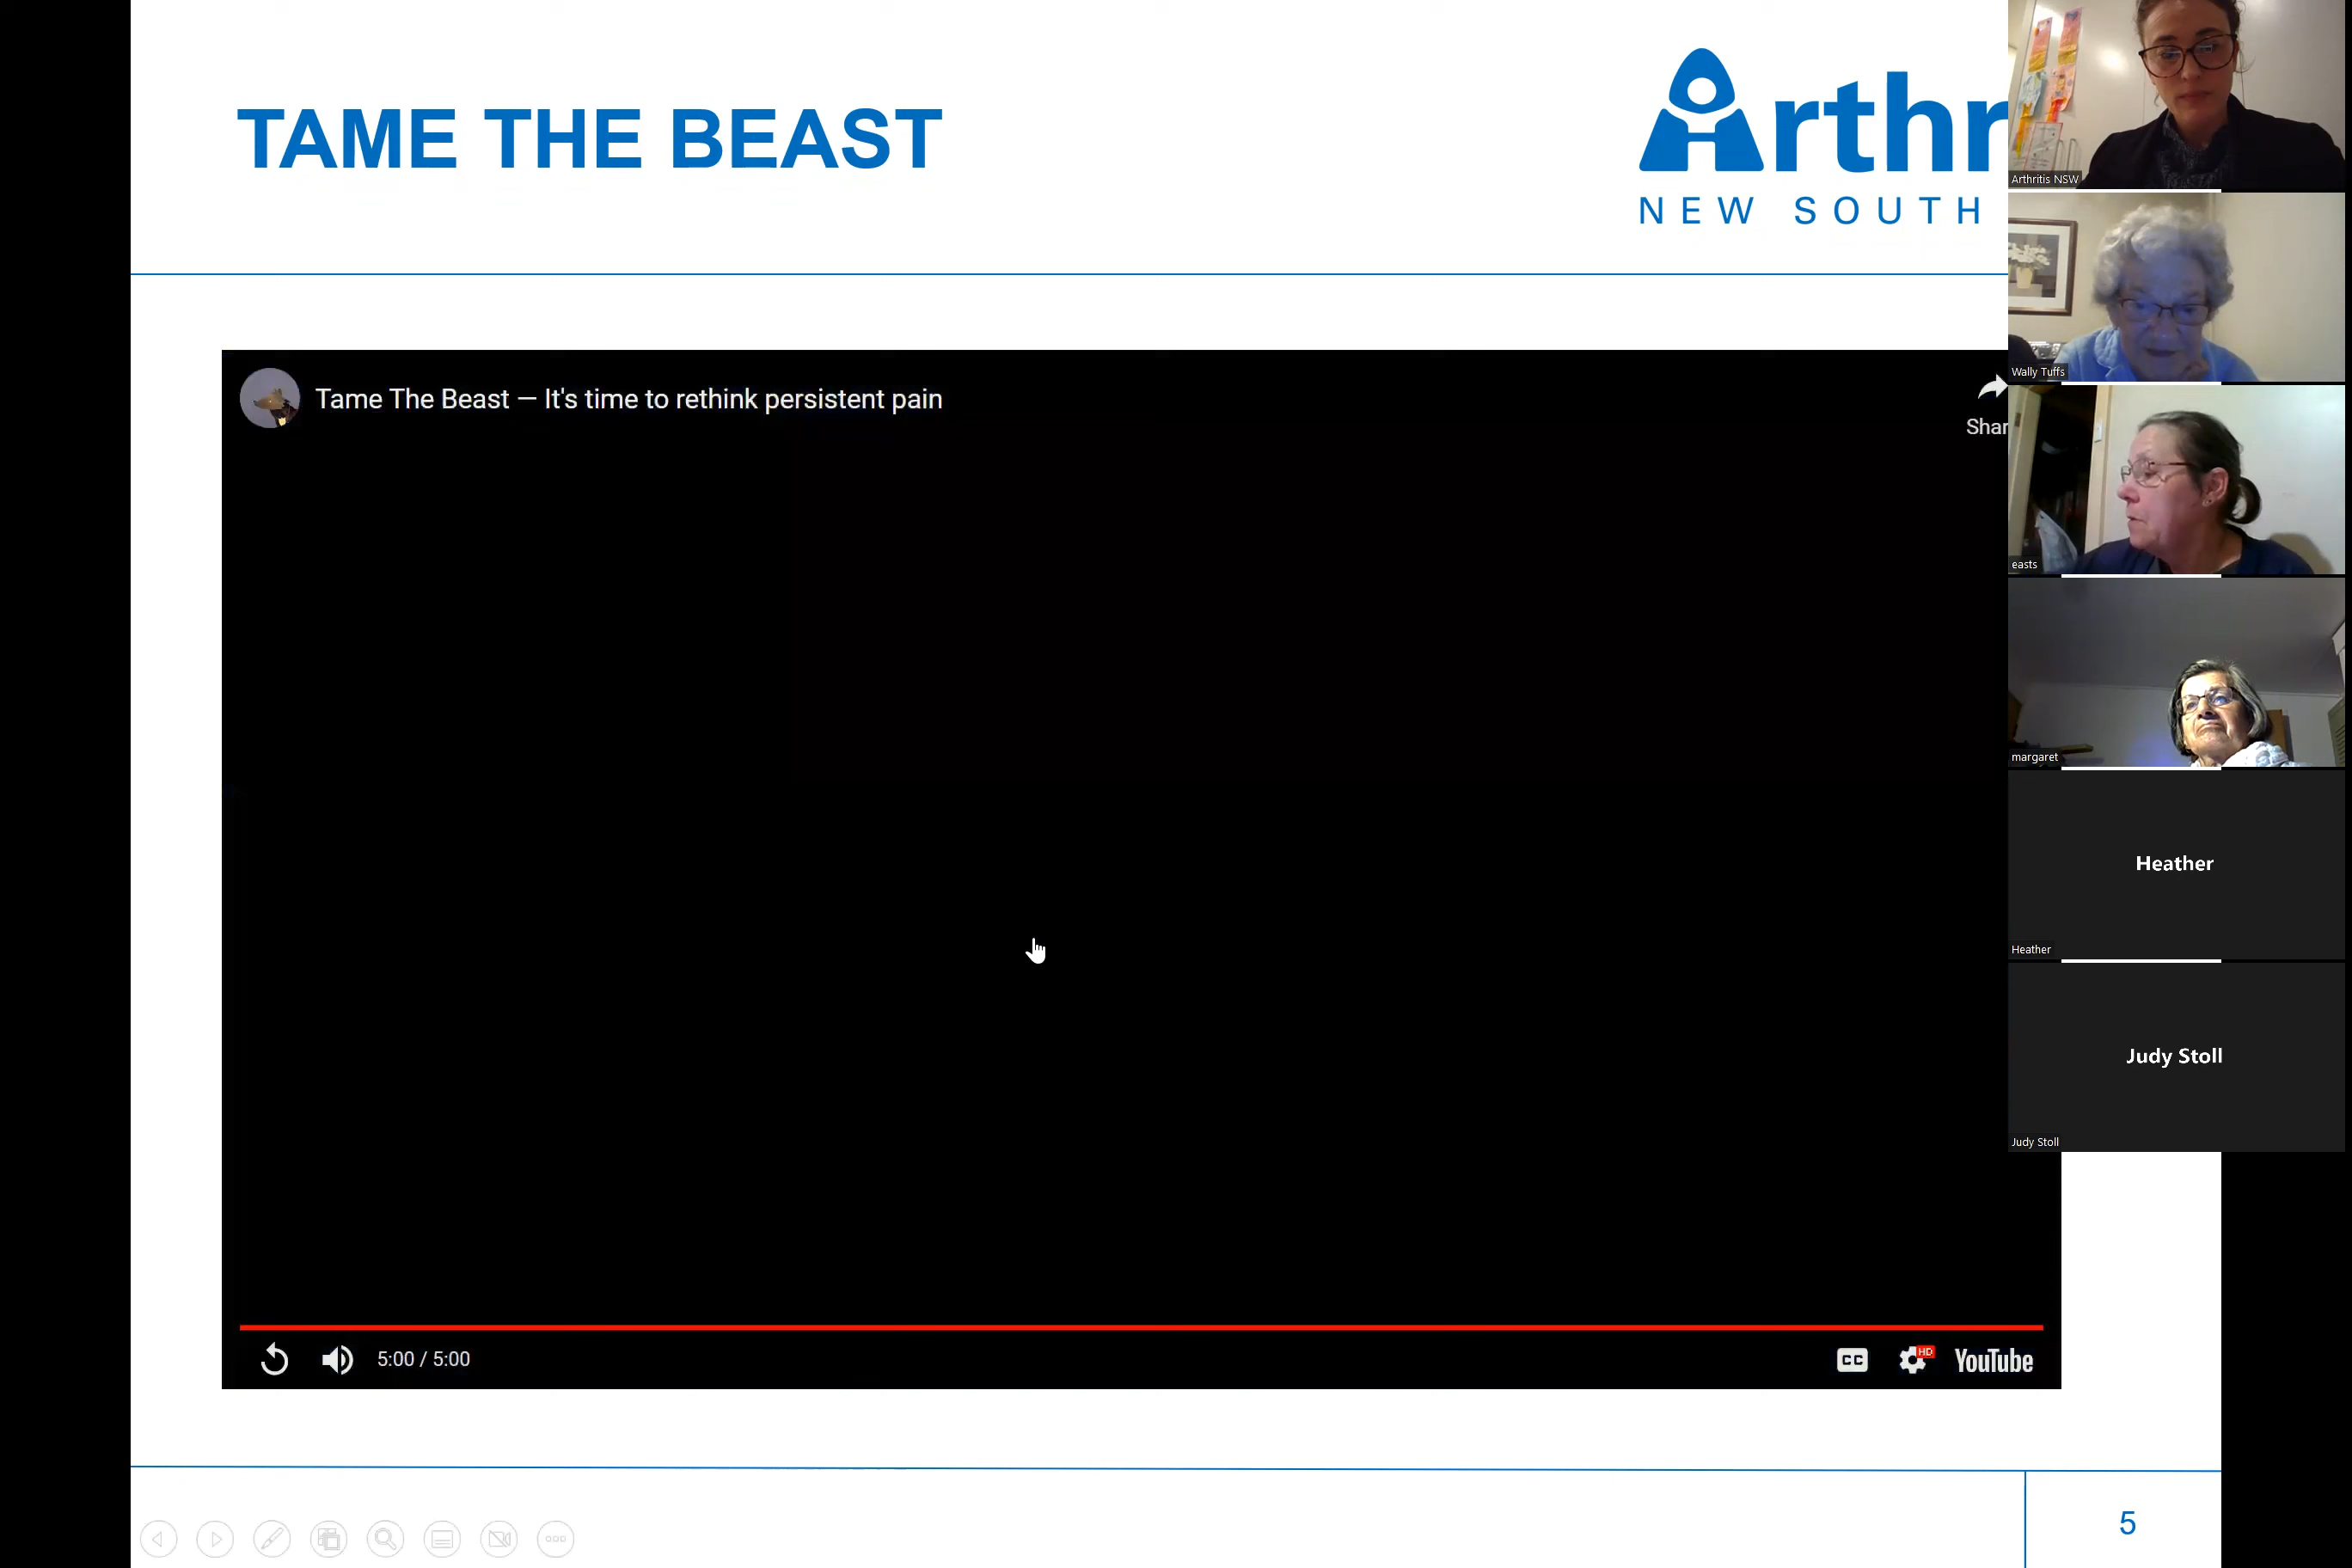 TAME THE BEAST
Arthr
NEW SOUTH
Tame The Beast — It's time to rethink persistent pain
Shar
5:00 / 5:00
CC
HD
YouTube
5
Arthritis NSW
Wally Tuffs
easts
margaret
Heather
Heather
Judy Stoll
Judy Stoll